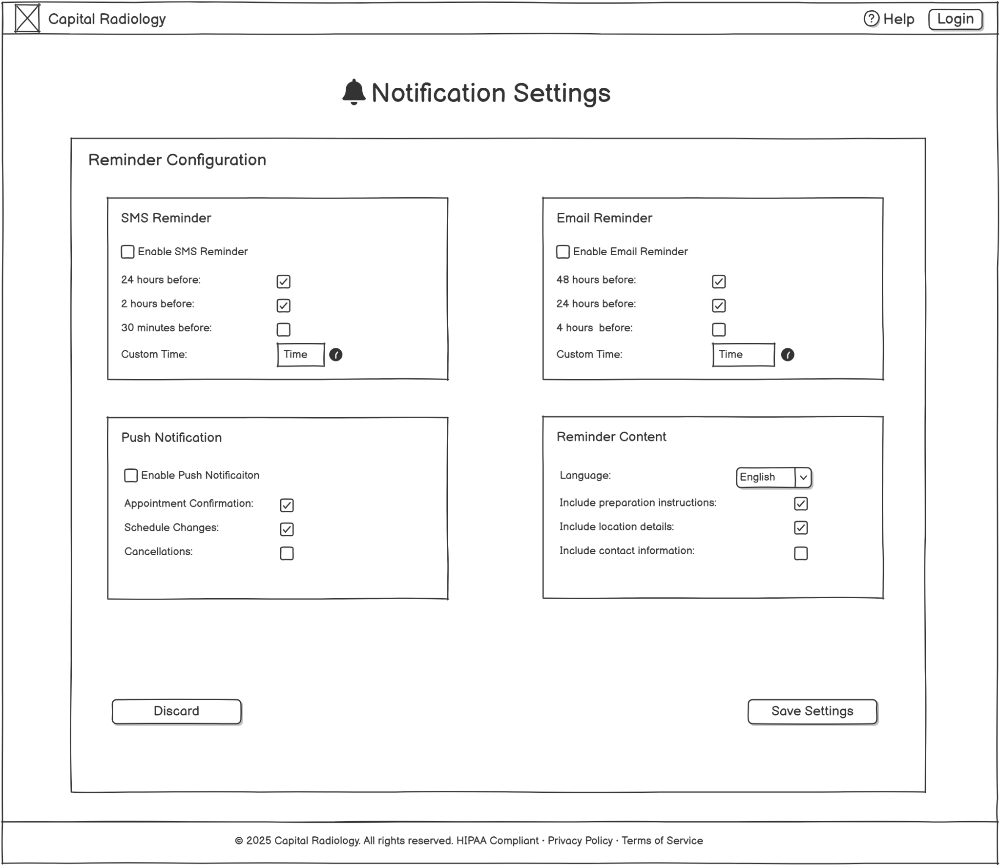 Capital Radiology
? Help
Login
Notification Settings
Reminder Configuration
SMS Reminder
Enable SMS Reminder
24 hours before:
2 hours before:
30 minutes before:
Custom Time: Time
Email Reminder
Enable Email Reminder
48 hours before:
24 hours before:
4 hours  before:
Custom Time: Time
Push Notification
Enable Push Notificaiton
Appointment Confirmation:
Schedule Changes:
Cancellations:
Reminder Content
Language: English
Include preparation instructions:
Include location details:
Include contact information:
Discard
Save Settings
© 2025 Capital Radiology. All rights reserved. HIPAA Compliant · Privacy Policy · Terms of Service